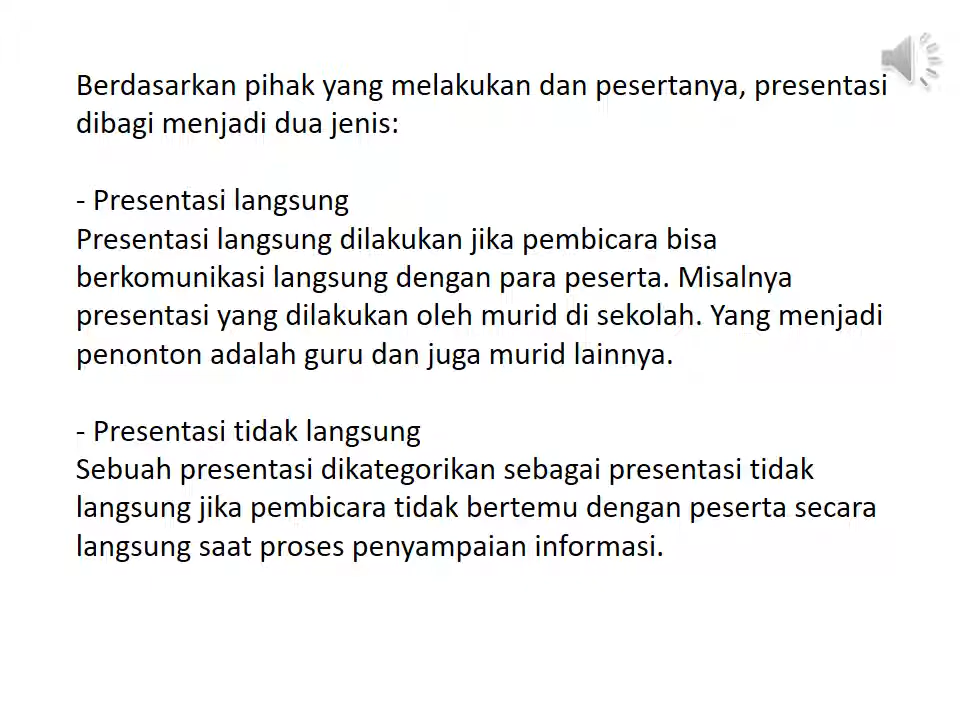 Berdasarkan pihak yang melakukan dan pesertanya, presentasi
dibagi menjadi dua jenis:
- Presentasi langsung
Presentasi langsung dilakukan jika pembicara bisa
berkomunikasi langsung dengan para peserta. Misalnya
presentasi yang dilakukan oleh murid di sekolah. Yang menjadi
penonton adalah guru dan juga murid lainnya.
- Presentasi tidak langsung
Sebuah presentasi dikategorikan sebagai presentasi tidak
langsung jika pembicara tidak bertemu dengan peserta secara
langsung saat proses penyampaian informasi.